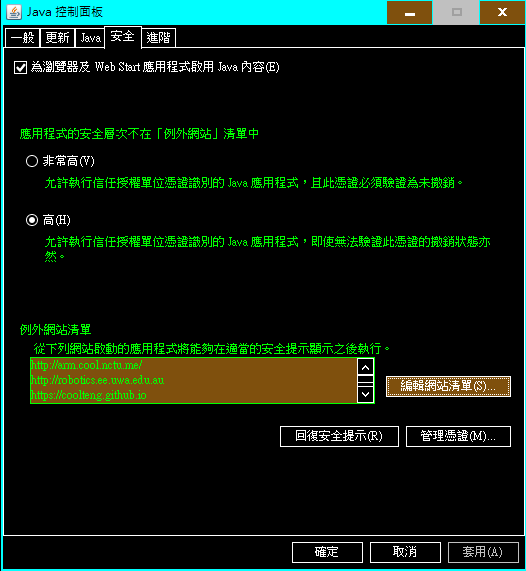 Java 控制面板
一般 更新 Java 安全 進階
為瀏覽器及 Web Start 應用程式啟用 Java 內容(E)
應用程式的安全層次不在「例外網站」清單中
非常高(V)
允許執行信任授權單位憑證識別的 Java 應用程式，且此憑證必須驗證為未撤銷。
高(H)
允許執行信任授權單位憑證識別的 Java 應用程式，即使無法驗證此憑證的撤銷狀態亦
然。
例外網站清單
從下列網站啟動的應用程式將能夠在適當的安全提示顯示之後執行。
http://arm.cool.nctu.me/
http://robotics.ee.uwa.edu.au
https://coolteng.github.io
編輯網站清單(S)...
回復安全提示(R) 管理憑證(M)...
確定 取消 套用(A)